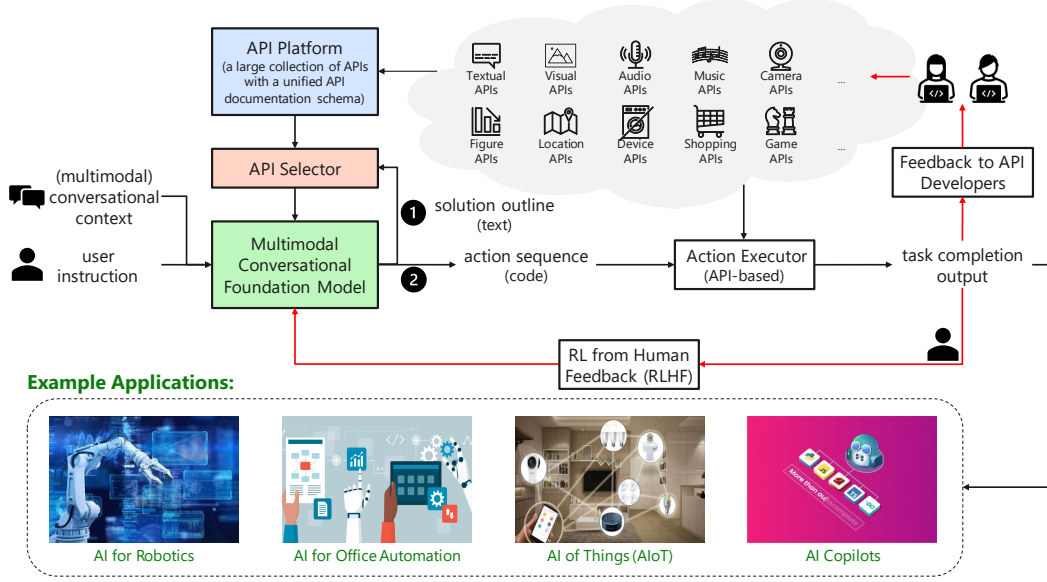 API Platform
(a large collection of APIs
with a unified API
documentation schema)
Textual
APIs
Visual
APIs
Audio
APIs
Music
APIs
Camera
APIs
...
Figure
APIs
Location
APIs
Device
APIs
Shopping
APIs
Game
APIs
...
</>
</>
API Selector
Feedback to API
Developers
(multimodal)
conversational
context
user
instruction
1
solution outline
(text)
Multimodal
Conversational
Foundation Model
2
action sequence
(code)
Action Executor
(API-based)
task completion
output
RL from Human
Feedback (RLHF)
Example Applications:
</>
JS
More than autocomplete
AI for Robotics
AI for Office Automation
AI of Things (AIoT)
AI Copilots